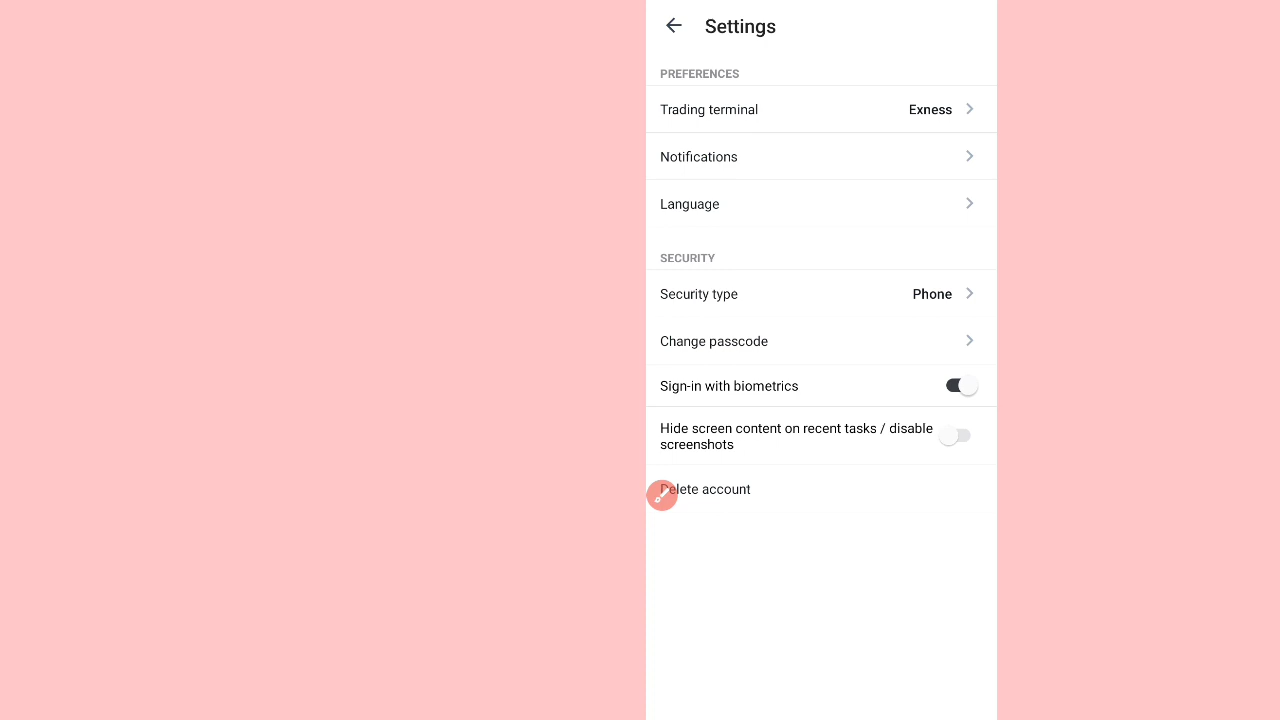 Settings
PREFERENCES
Trading terminal Exness
Notifications
Language
SECURITY
Security type Phone
Change passcode
Sign-in with biometrics
Hide screen content on recent tasks / disable
screenshots
Delete account